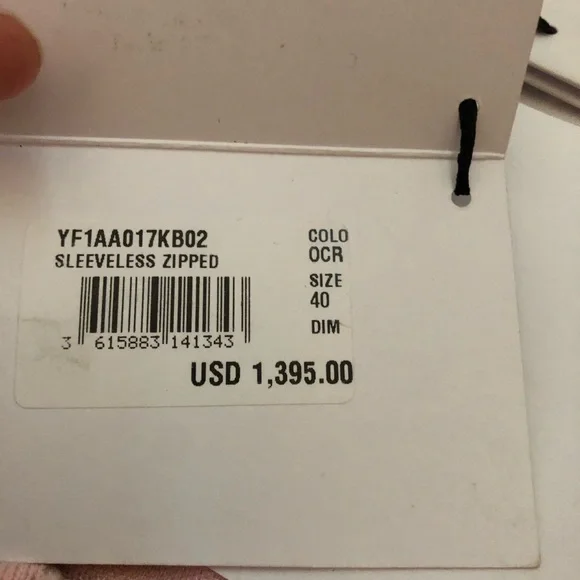 YF1AA017KB02
SLEEVELESS ZIPPED
COLO
OCR
SIZE
40
DIM
3 615883 141343
USD 1,395.00